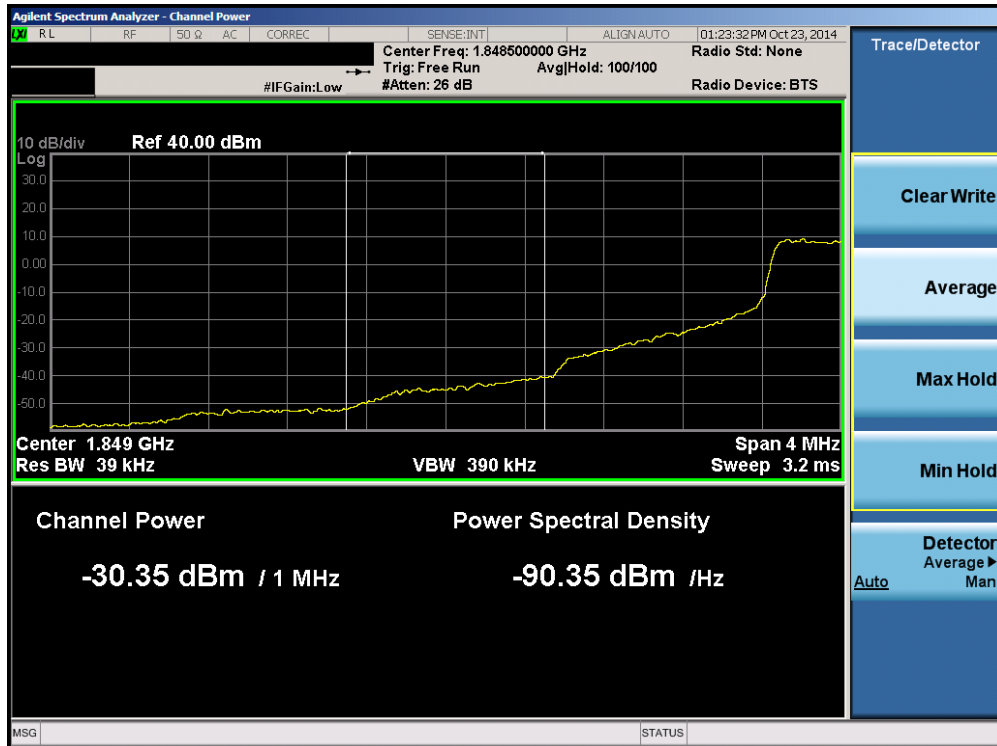 Agilent Spectrum Analyzer - Channel Power
LXI RL RF 50 Ω AC CORREC SENSE:INT ALIGN AUTO 01:23:32 PM Oct 23, 2014
Center Freq: 1.848500000 GHz Radio Std: None
Trig: Free Run Avg|Hold: 100/100
#IFGain:Low #Atten: 26 dB Radio Device: BTS
Trace/Detector
10 dB/div Ref 40.00 dBm
Log
30.0
20.0
10.0
0.00
-10.0
-20.0
-30.0
-40.0
-50.0
Center 1.849 GHz Span 4 MHz
Res BW 39 kHz VBW 390 kHz Sweep 3.2 ms
Channel Power Power Spectral Density
-30.35 dBm / 1 MHz -90.35 dBm /Hz
Clear Write
Average
Max Hold
Min Hold
Detector
Average▶
Auto Man
MSG STATUS